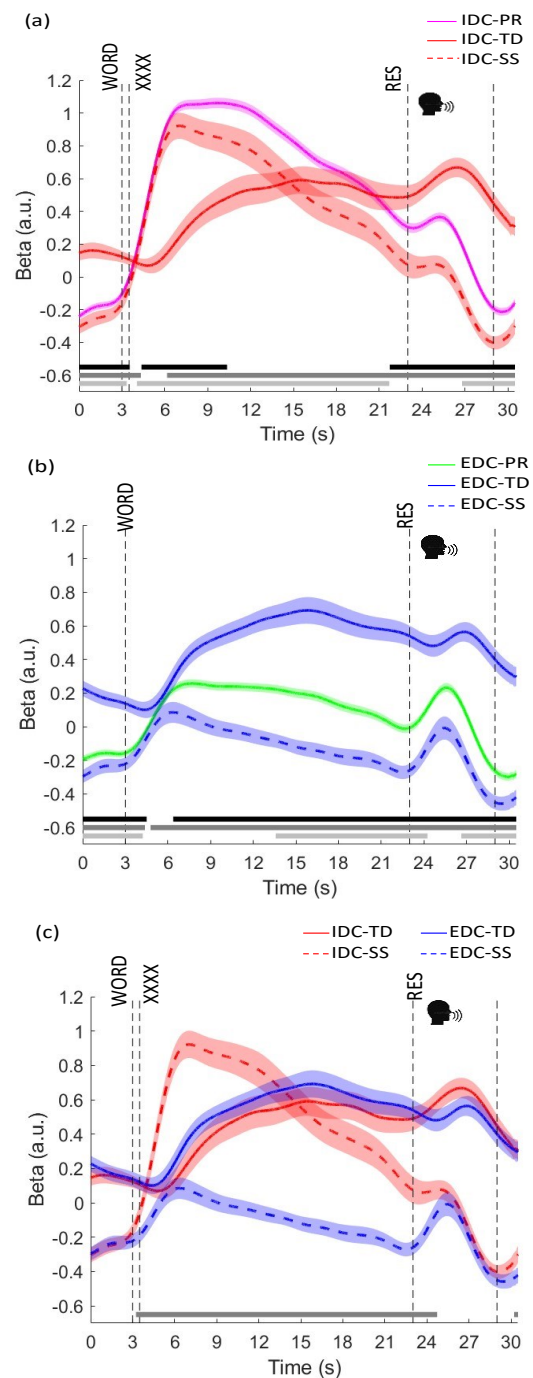 (a)
IDC-PR
IDC-TD
IDC-SS
WORD
XXXX
RES
1.2
1
0.8
0.6
0.4
0.2
0
-0.2
-0.4
-0.6
Beta (a.u.)
0 3 6 9 12 15 18 21 24 27 30
Time (s)
(b)
EDC-PR
EDC-TD
EDC-SS
WORD
RES
1.2
1
0.8
0.6
0.4
0.2
0
-0.2
-0.4
-0.6
Beta (a.u.)
0 3 6 9 12 15 18 21 24 27 30
Time (s)
(c)
IDC-TD EDC-TD
IDC-SS EDC-SS
WORD
XXXX
RES
1.2
1
0.8
0.6
0.4
0.2
0
-0.2
-0.4
-0.6
Beta (a.u.)
0 3 6 9 12 15 18 21 24 27 30
Time (s)